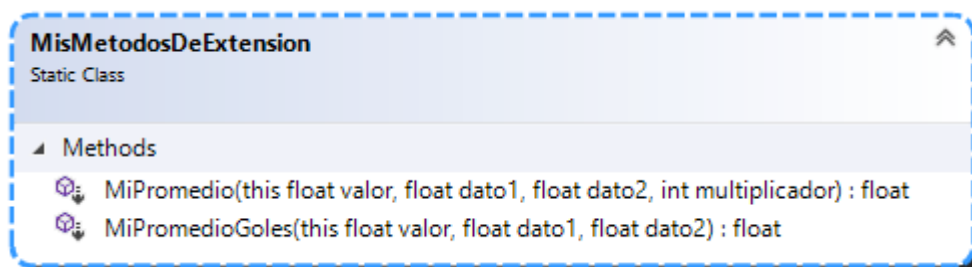 MisMetodosDeExtension
Static Class
Methods
MiPromedio(this float valor, float dato1, float dato2, int multiplicador) : float
MiPromedioGoles(this float valor, float dato1, float dato2) : float